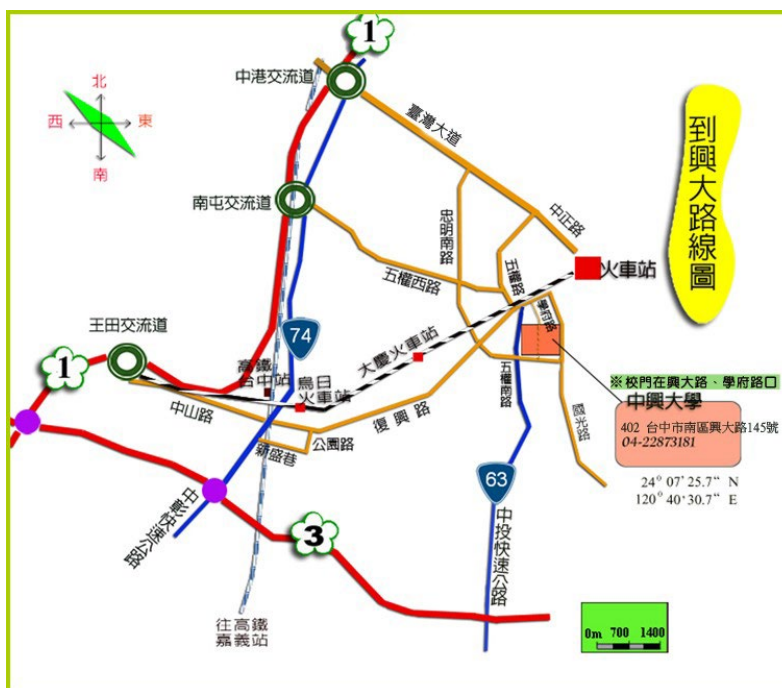 1
中港交流道
北
西
東
南
臺灣大道
到興大路線圖
南屯交流道
忠明南路
中正路
五權西路
五權路
火車站
學府路
王田交流道
74
大慶火車站
1
高鐵
台中站
烏日
火車站
五權南路
※校門在興大路、學府路口
中興大學
402 台中市南區興大路145號
04-22873181
中山路
復興路
公園路
新盛巷
國光路
24° 07' 25.7" N
120° 40' 30.7" E
63
中彰快速公路
3
中投快速公路
往高鐵
嘉義站
0m 700 1400